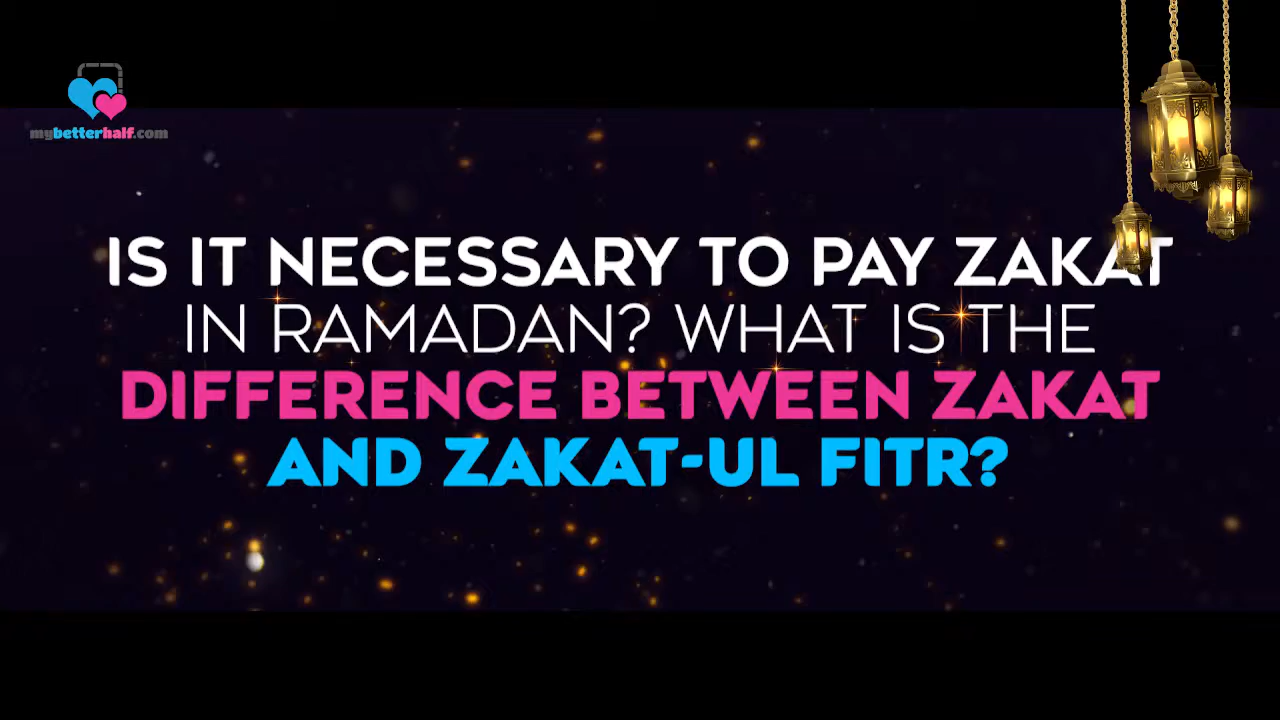 mybetterhalf.com
IS IT NECESSARY TO PAY ZAKAT
IN RAMADAN? WHAT IS THE
DIFFERENCE BETWEEN ZAKAT
AND ZAKAT-UL FITR?